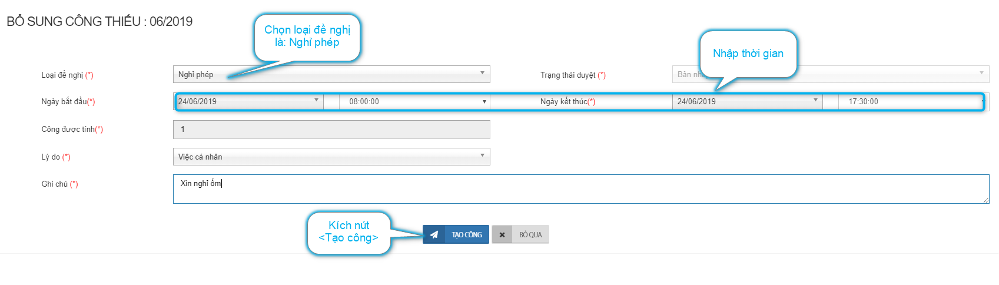 BỔ SUNG CÔNG THIẾU : 06/2019
Chọn loại đề nghị
là: Nghỉ phép
Nhập thời gian
Loại đề nghị (*)
Nghỉ phép
Trạng thái duyệt (*)
Bản
Ngày bắt đầu(*)
24/06/2019
08:00:00
Ngày kết thúc(*)
24/06/2019
17:30:00
Công được tính(*)
1
Lý do (*)
Việc cá nhân
Ghi chú (*)
Xin nghỉ ốm
Kích nút
<Tạo công>
TẠO CÔNG
BỎ QUA